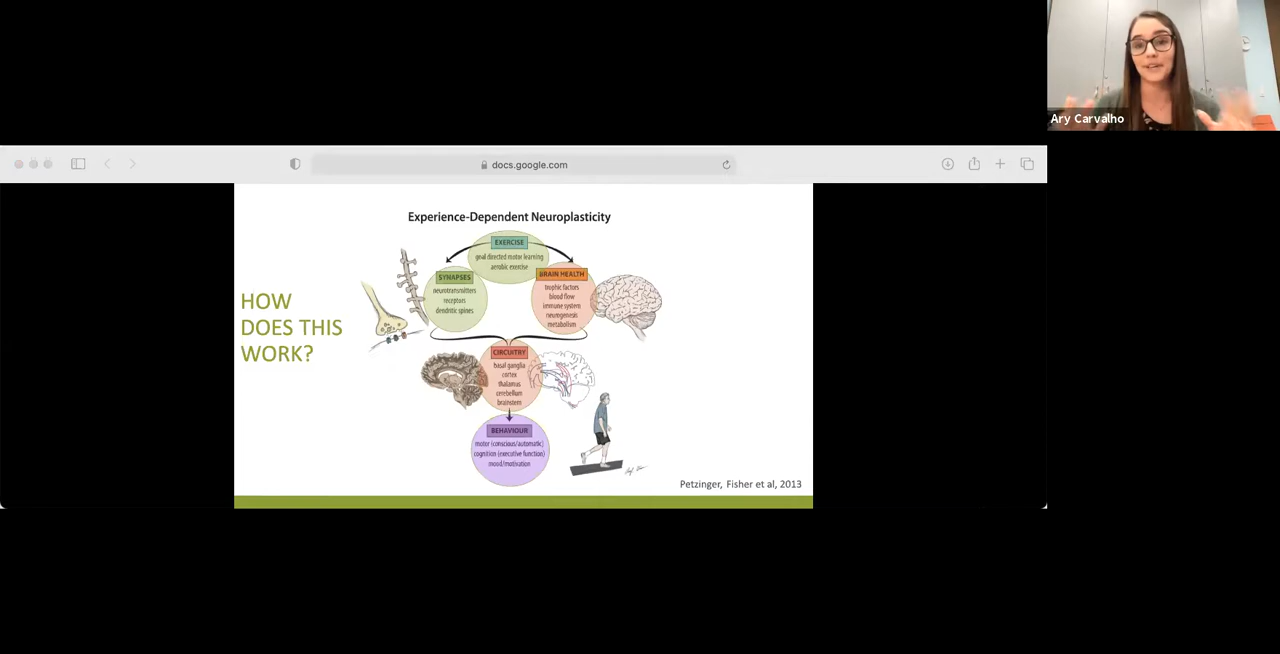 Ary Carvalho
docs.google.com
Experience-Dependent Neuroplasticity
EXERCISE
goal directed motor learning
aerobic exercise
SYNAPSES
neurotransmitters
receptors
dendritic spines
BRAIN HEALTH
trophic factors
blood flow
immune system
neurogenesis
metabolism
HOW
DOES THIS
WORK?
CIRCUITRY
basal ganglia
cortex
thalamus
cerebellum
brainstem
BEHAVIOUR
motor (conscious/automatic)
cognition (executive function)
mood/motivation
Petzinger, Fisher et al, 2013